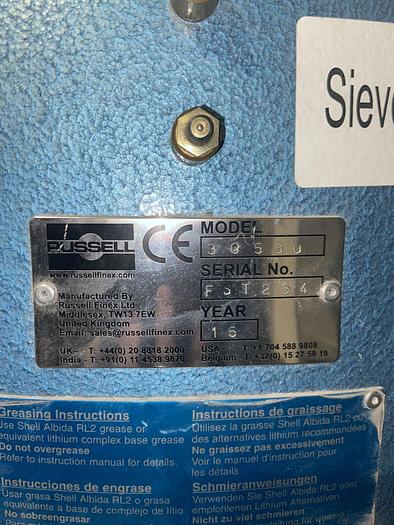 Sieve
RUSSELL
CE
www.russellfinex.com
MODEL
SERIAL No.
YEAR
15
Manufactured By
Russell Finex Ltd
Middlesex, TW13 7EW
United Kingdom
Email: sales@russellfinex.com
UK- T: +44(0) 20 8818 2000
India - T: +91(0) 11 4538 9870
USA - T: +1 704 588 9808
Belgium - T: +32(0) 15 27 59 19
Greasing Instructions
Use Shell Albida RL2 grease or
equivalent lithium complex base grease
Do not overgrease
Refer to instruction manual for details
Instructions de graissage
Utilisez la graisse Shell Albida RL2 ou
des alternatives lithium recommandées
Ne graissez pas excessivement
Voir le manuel d'instruction pour
les détails
Instrucciones de engrase
Usar grasa Shell Albida RL2 o grasa
equivalente a base de complejo de litio
No sobreengrasar
Schmieranweisungen
Verwenden Sie Shell Albida RL2 oder
empfohlenen Lithium Alternativen
Nicht zu viel schmieren